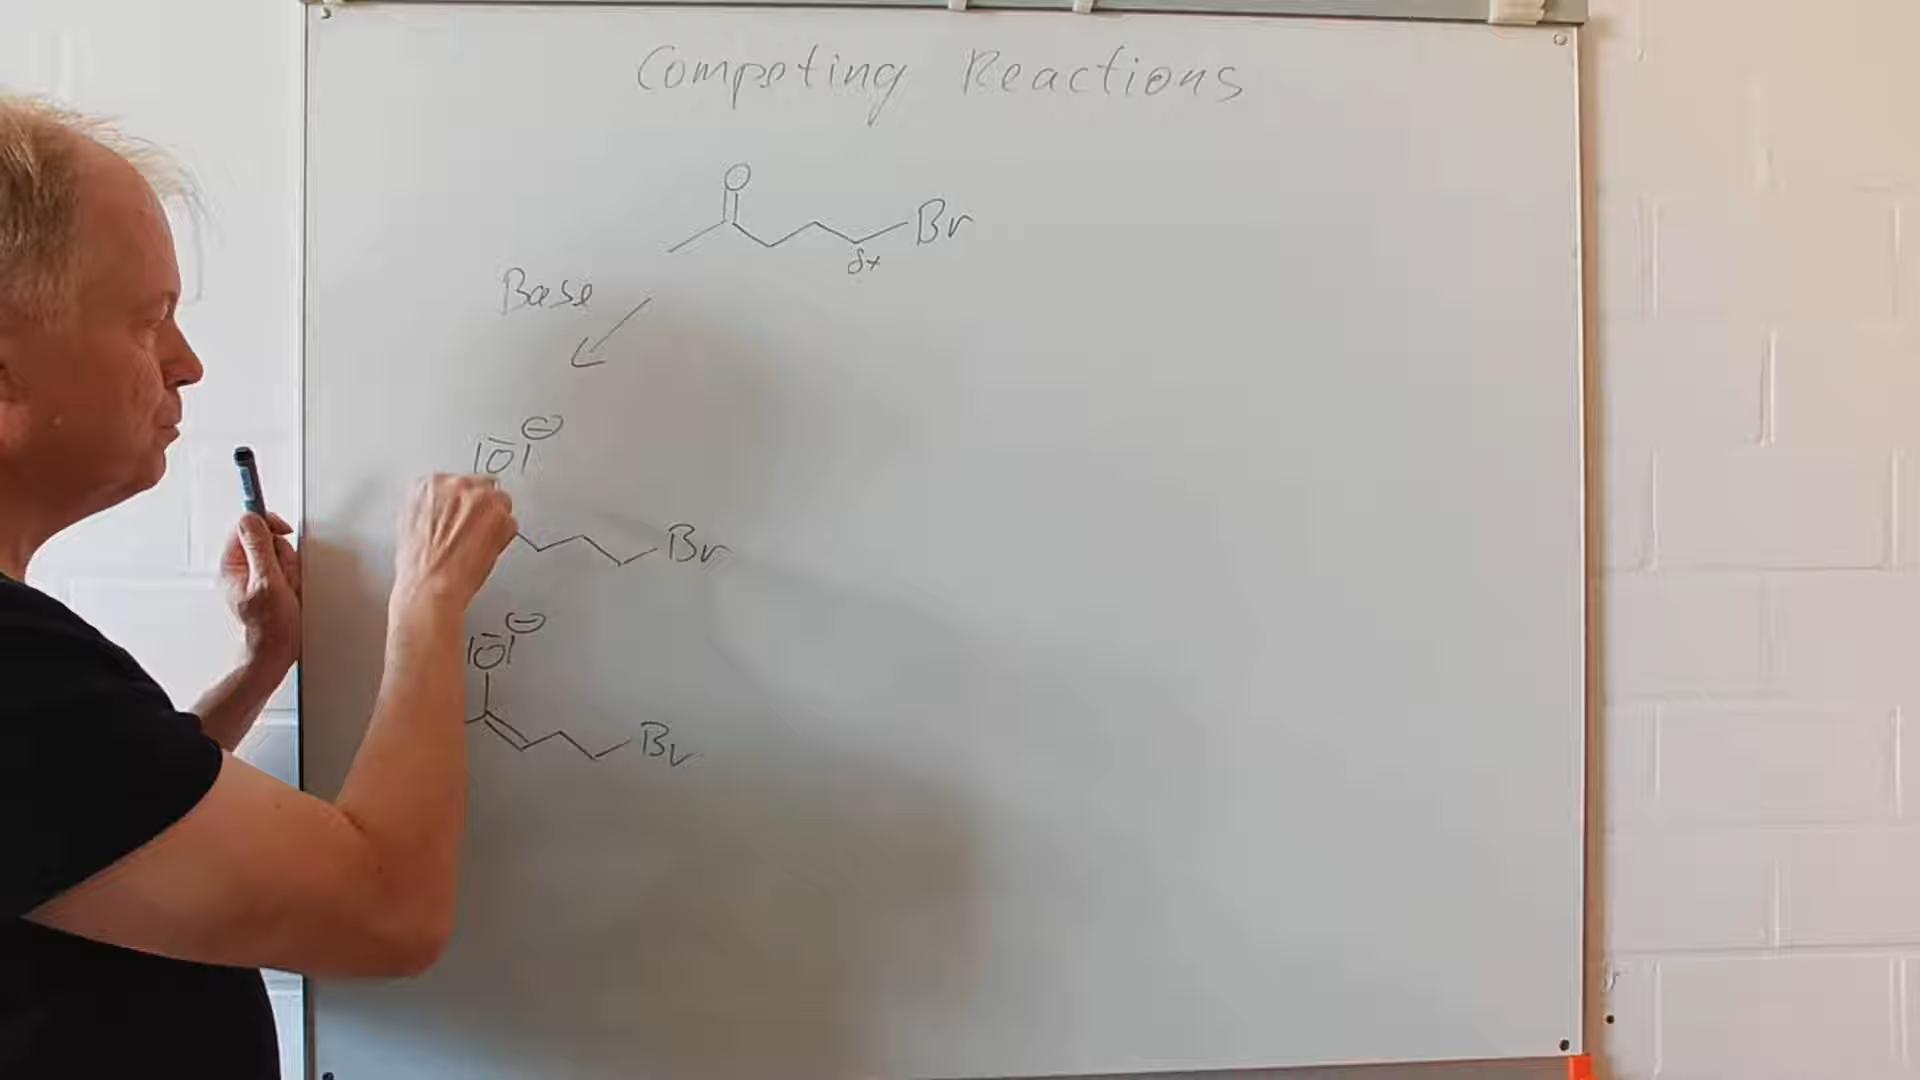 Competing Reactions
O
Br
δ+
Base
⊖
|O̅|
Br
⊖
|O̅|
Br